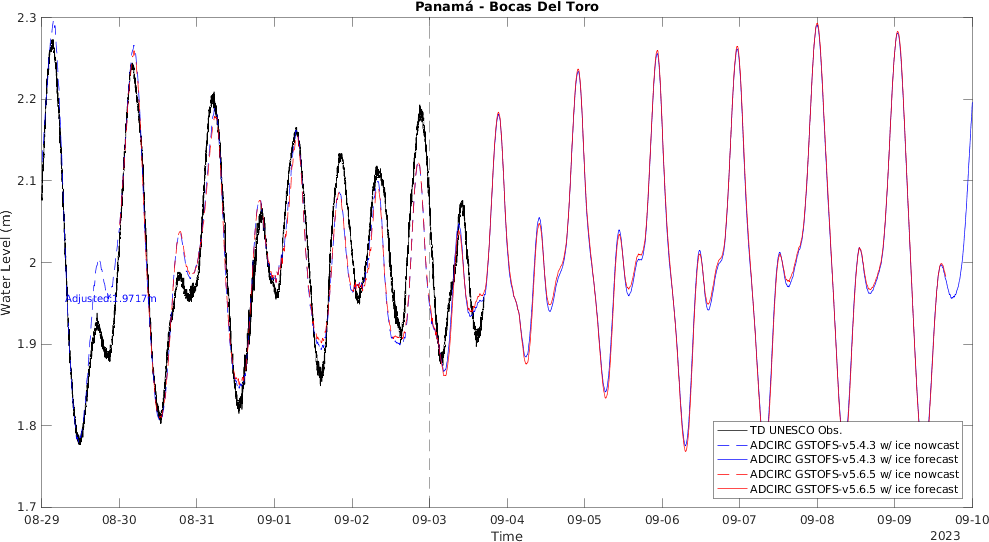 Panamá - Bocas Del Toro
2.3
2.2
2.1
2
1.9
1.8
1.7
Water Level (m)
Adjusted:1.9717m
TD UNESCO Obs.
ADCIRC GSTOFS-v5.4.3 w/ ice nowcast
ADCIRC GSTOFS-v5.4.3 w/ ice forecast
ADCIRC GSTOFS-v5.6.5 w/ ice nowcast
ADCIRC GSTOFS-v5.6.5 w/ ice forecast
08-29 08-30 08-31 09-01 09-02 09-03 09-04 09-05 09-06 09-07 09-08 09-09 09-10
Time
2023